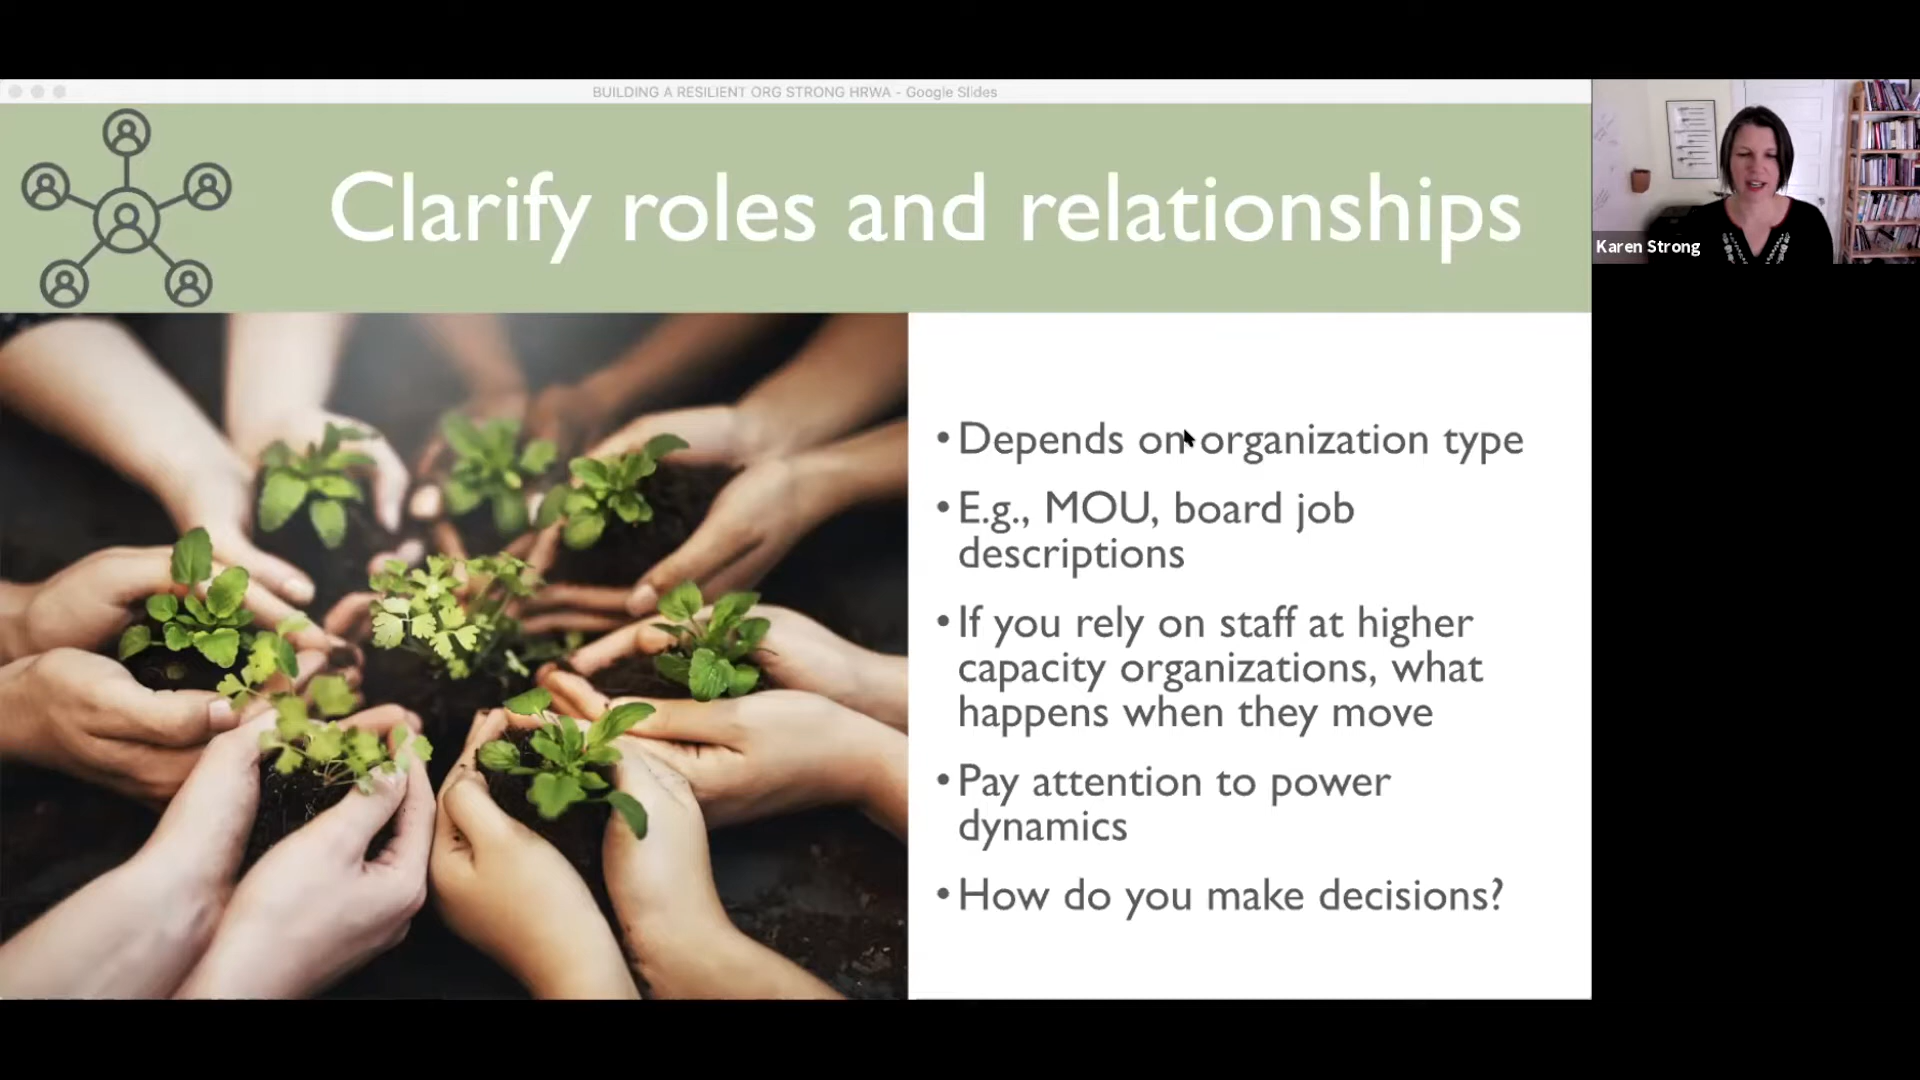 BUILDING A RESILIENT ORG STRONG HRWA - Google Slides
Clarify roles and relationships
Karen Strong
• Depends on organization type
• E.g., MOU, board job
descriptions
• If you rely on staff at higher
capacity organizations, what
happens when they move
• Pay attention to power
dynamics
• How do you make decisions?